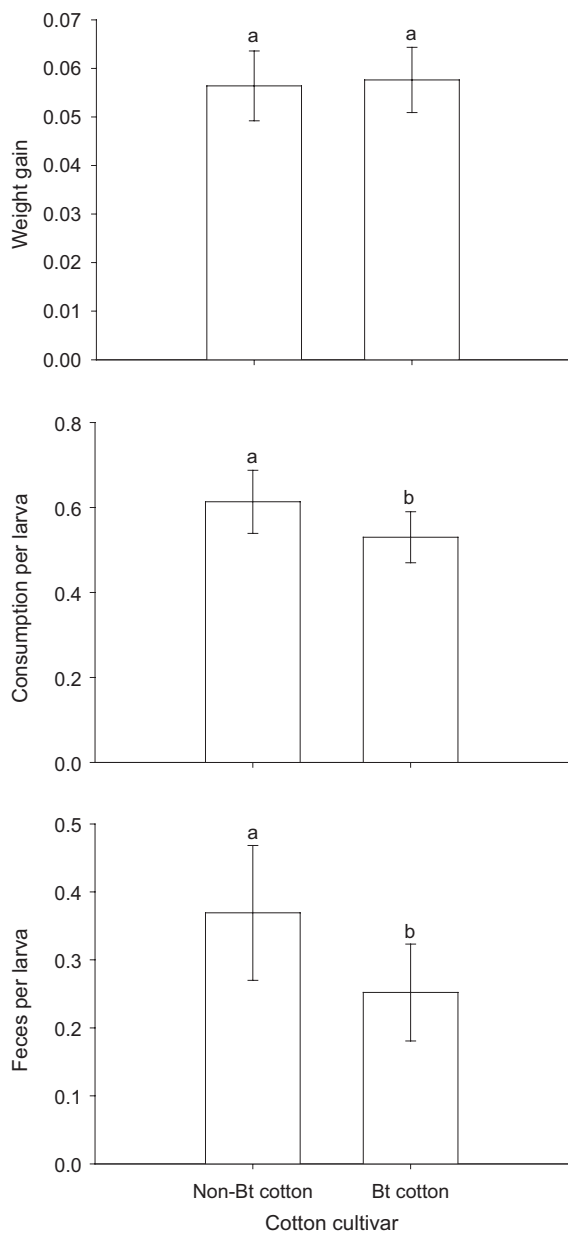 0.07
0.06
0.05
0.04
0.03
0.02
0.01
0.00
Weight gain
a a
0.8
0.6
0.4
0.2
0.0
Consumption per larva
a
b
0.5
0.4
0.3
0.2
0.1
0.0
Feces per larva
a
b
Non-Bt cotton Bt cotton
Cotton cultivar